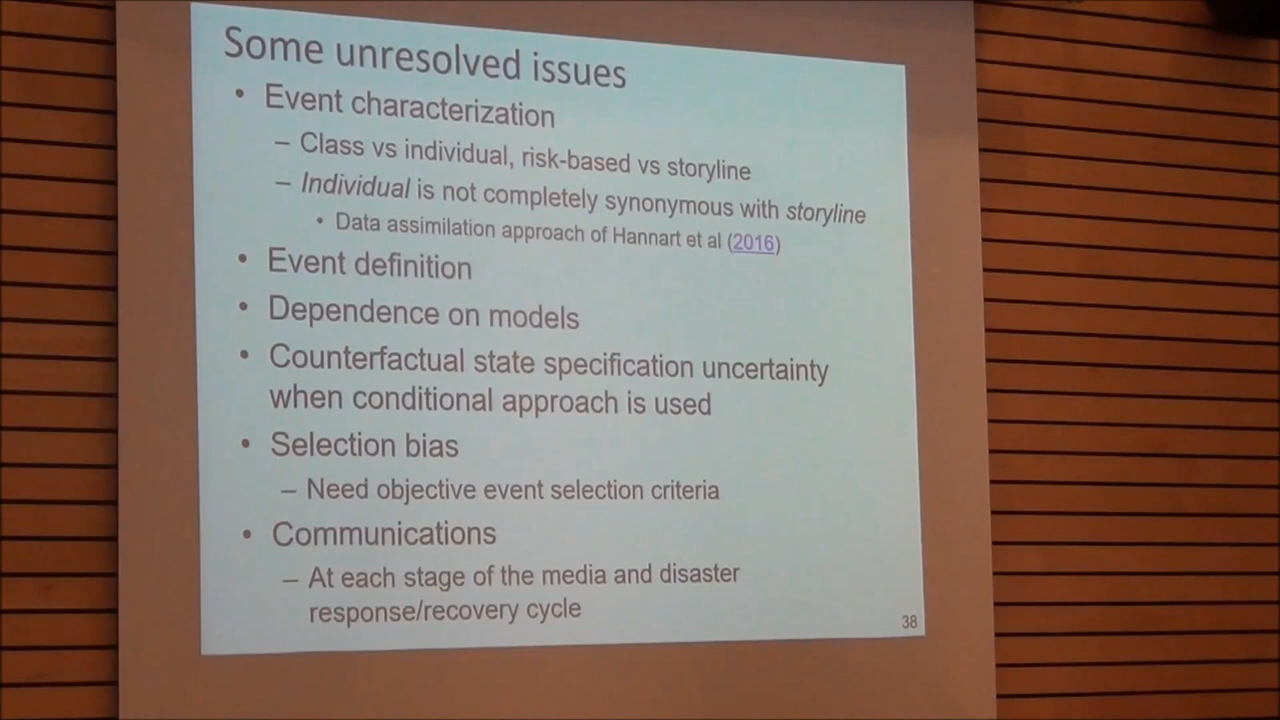 Some unresolved issues
• Event characterization
– Class vs individual, risk-based vs storyline
– Individual is not completely synonymous with storyline
• Data assimilation approach of Hannart et al (2016)
• Event definition
• Dependence on models
• Counterfactual state specification uncertainty
when conditional approach is used
• Selection bias
– Need objective event selection criteria
• Communications
– At each stage of the media and disaster
response/recovery cycle
38